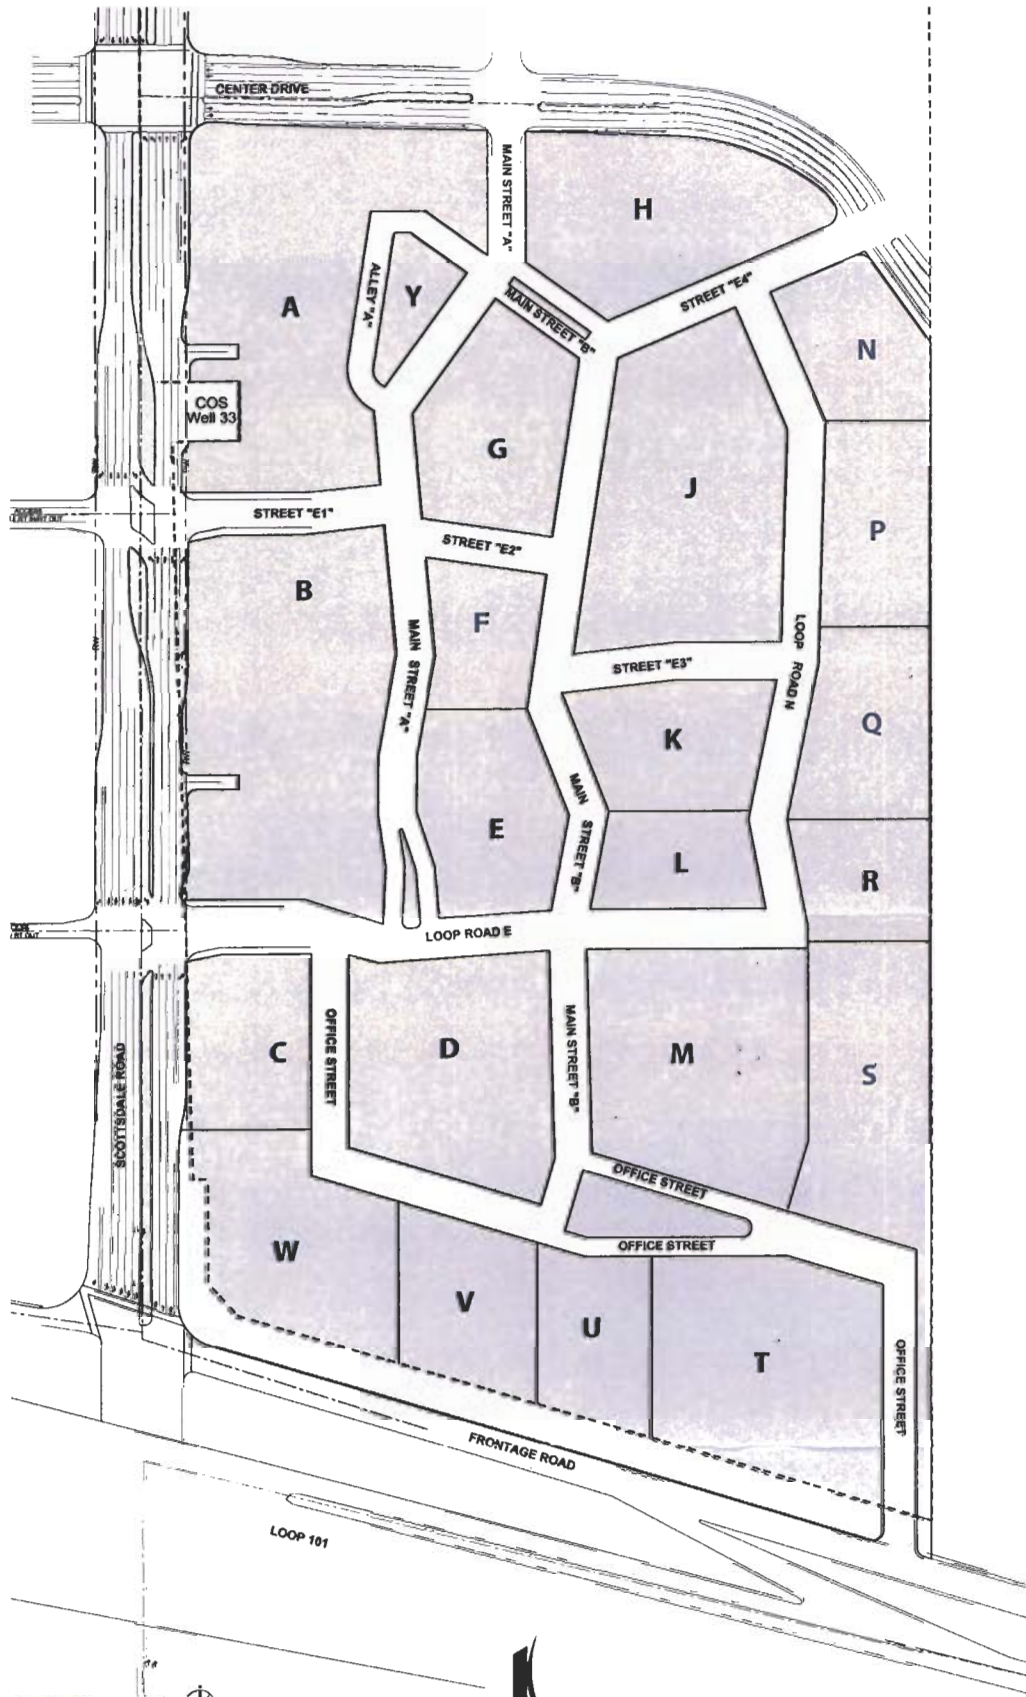 CENTER DRIVE
MAIN STREET "A"
H
ALLEY "A"
Y
MAIN STREET "B"
STREET "E4"
A
N
COS
Well 33
G
J
STREET "E1"
ACCESS
P
STREET "E2"
B
F
MAIN STREET "A"
LOOP ROAD N
STREET "E3"
Q
K
MAIN STREET "B"
E
L
R
LOOP ROAD E
OFFICE STREET
C
D
MAIN STREET "B"
M
S
SCOTTSDALE ROAD
OFFICE STREET
OFFICE STREET
W
V
U
T
OFFICE STREET
FRONTAGE ROAD
LOOP 101